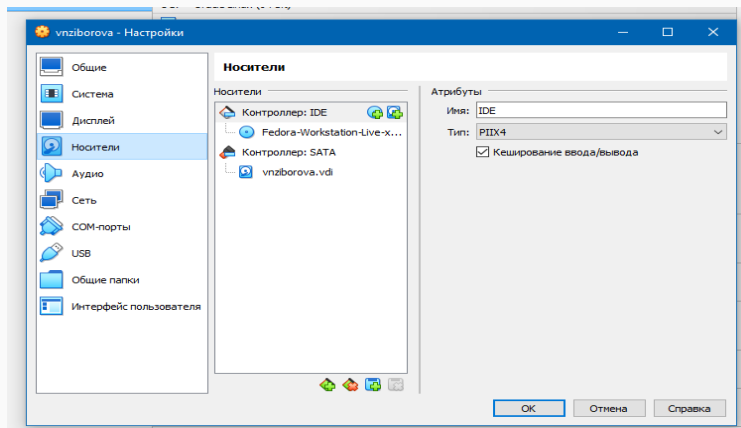 vnziborova - Настройки
Общие
Система
Дисплей
Носители
Аудио
Сеть
COM-порты
USB
Общие папки
Интерфейс пользователя
Носители
Носители
Контроллер: IDE
Fedora-Workstation-Live-x...
Контроллер: SATA
vnziborova.vdi
Атрибуты
Имя: IDE
Тип: PIIX4
Кеширование ввода/вывода
OK
Отмена
Справка